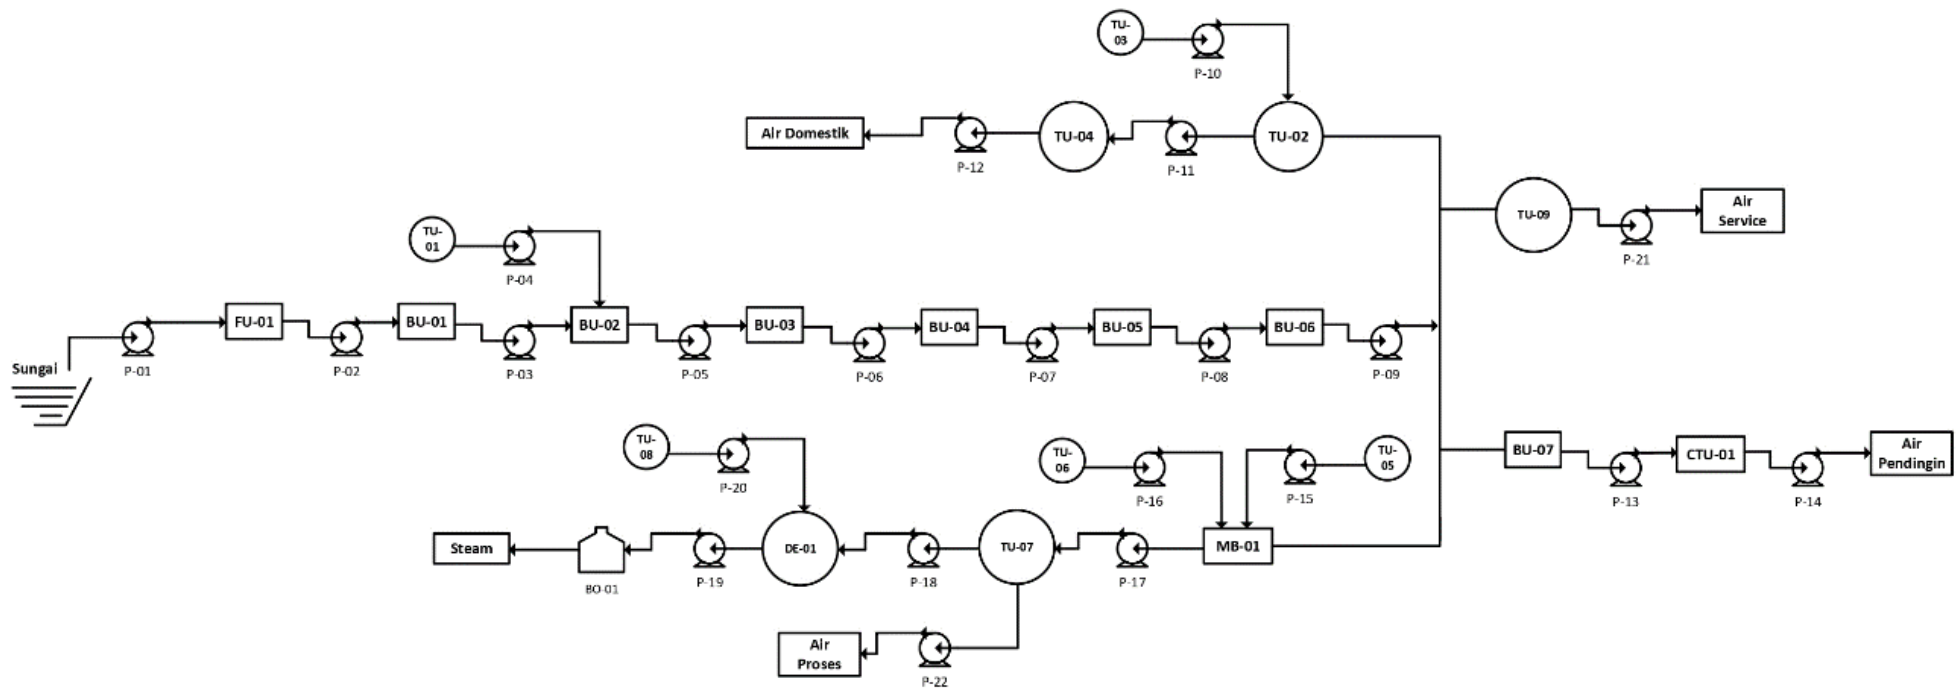 TU-
03
P-10
Air Domestik
P-12
TU-04
P-11
TU-02
TU-09
P-21
Air
Service
TU-
01
P-04
Sungai
P-01
FU-01
P-02
BU-01
P-03
BU-02
P-05
BU-03
P-06
BU-04
P-07
BU-05
P-08
BU-06
P-09
BU-07
P-13
CTU-01
P-14
Air
Pendingin
TU-
08
P-20
TU-
06
P-16
P-15
TU-
05
Steam
BO-01
P-19
DE-01
P-18
TU-07
P-17
MB-01
Air
Proses
P-22